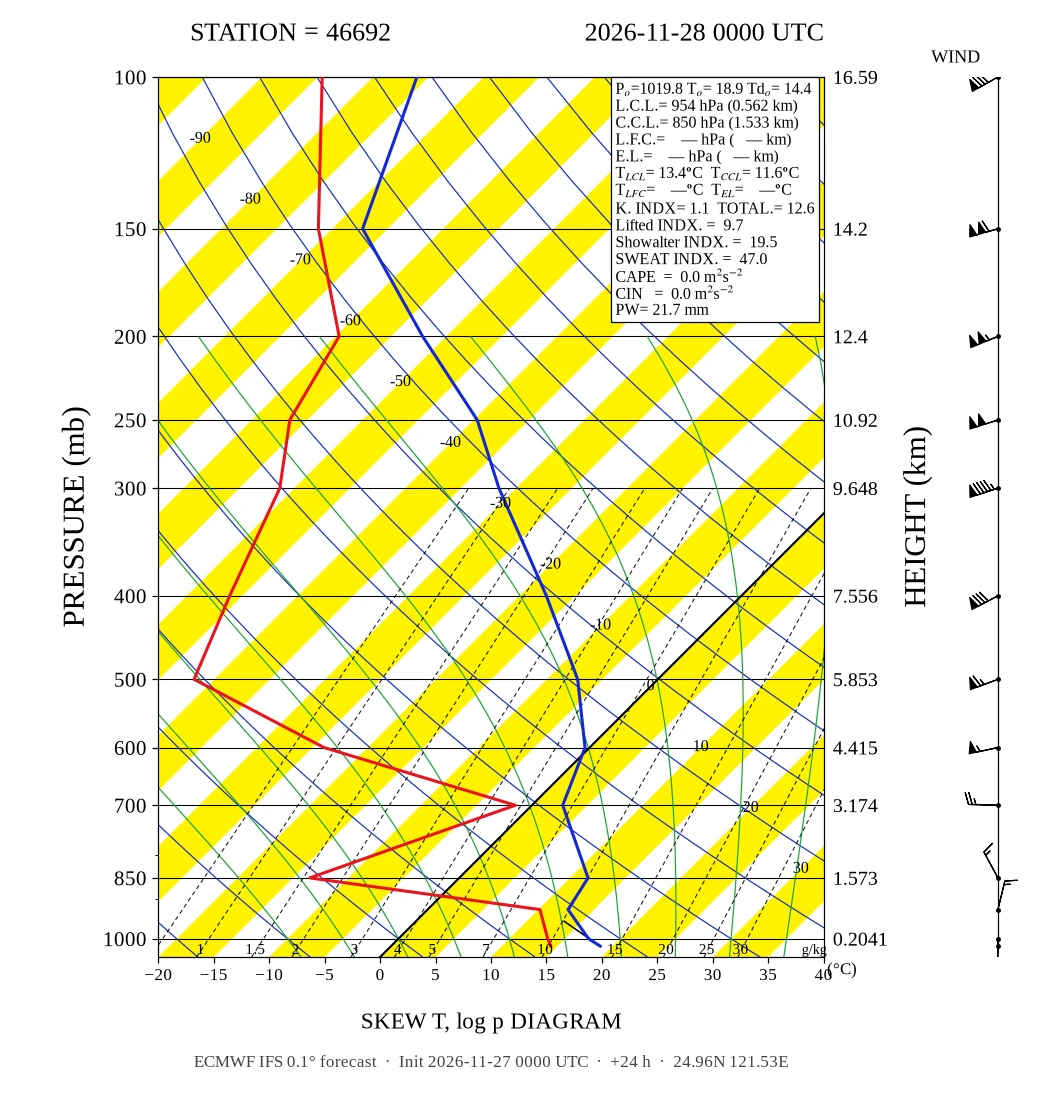 STATION = 46692
2026-11-28 0000 UTC
WIND
100
16.59
Pₒ=1019.8 Tₒ= 18.9 Tdₒ= 14.4
L.C.L.= 954 hPa (0.562 km)
C.C.L.= 850 hPa (1.533 km)
L.F.C.= — hPa ( — km)
E.L.= — hPa ( — km)
T_LCL= 13.4°C T_CCL= 11.6°C
T_LFC= —°C T_EL= —°C
K. INDX= 1.1 TOTAL.= 12.6
Lifted INDX. = 9.7
Showalter INDX. = 19.5
SWEAT INDX. = 47.0
CAPE = 0.0 m²s⁻²
CIN = 0.0 m²s⁻²
PW= 21.7 mm
-90
-80
150
14.2
-70
-60
200
12.4
-50
250
10.92
-40
300
9.648
-30
PRESSURE (mb)
HEIGHT (km)
-20
400
7.556
-10
500
5.853
0
600
4.415
10
700
3.174
20
30
850
1.573
1000
0.2041
1 1.5 2 3 4 5 7 10 15 20 25 30 g/kg
−20 −15 −10 −5 0 5 10 15 20 25 30 35 40 (°C)
SKEW T, log p DIAGRAM
ECMWF IFS 0.1° forecast · Init 2026-11-27 0000 UTC · +24 h · 24.96N 121.53E